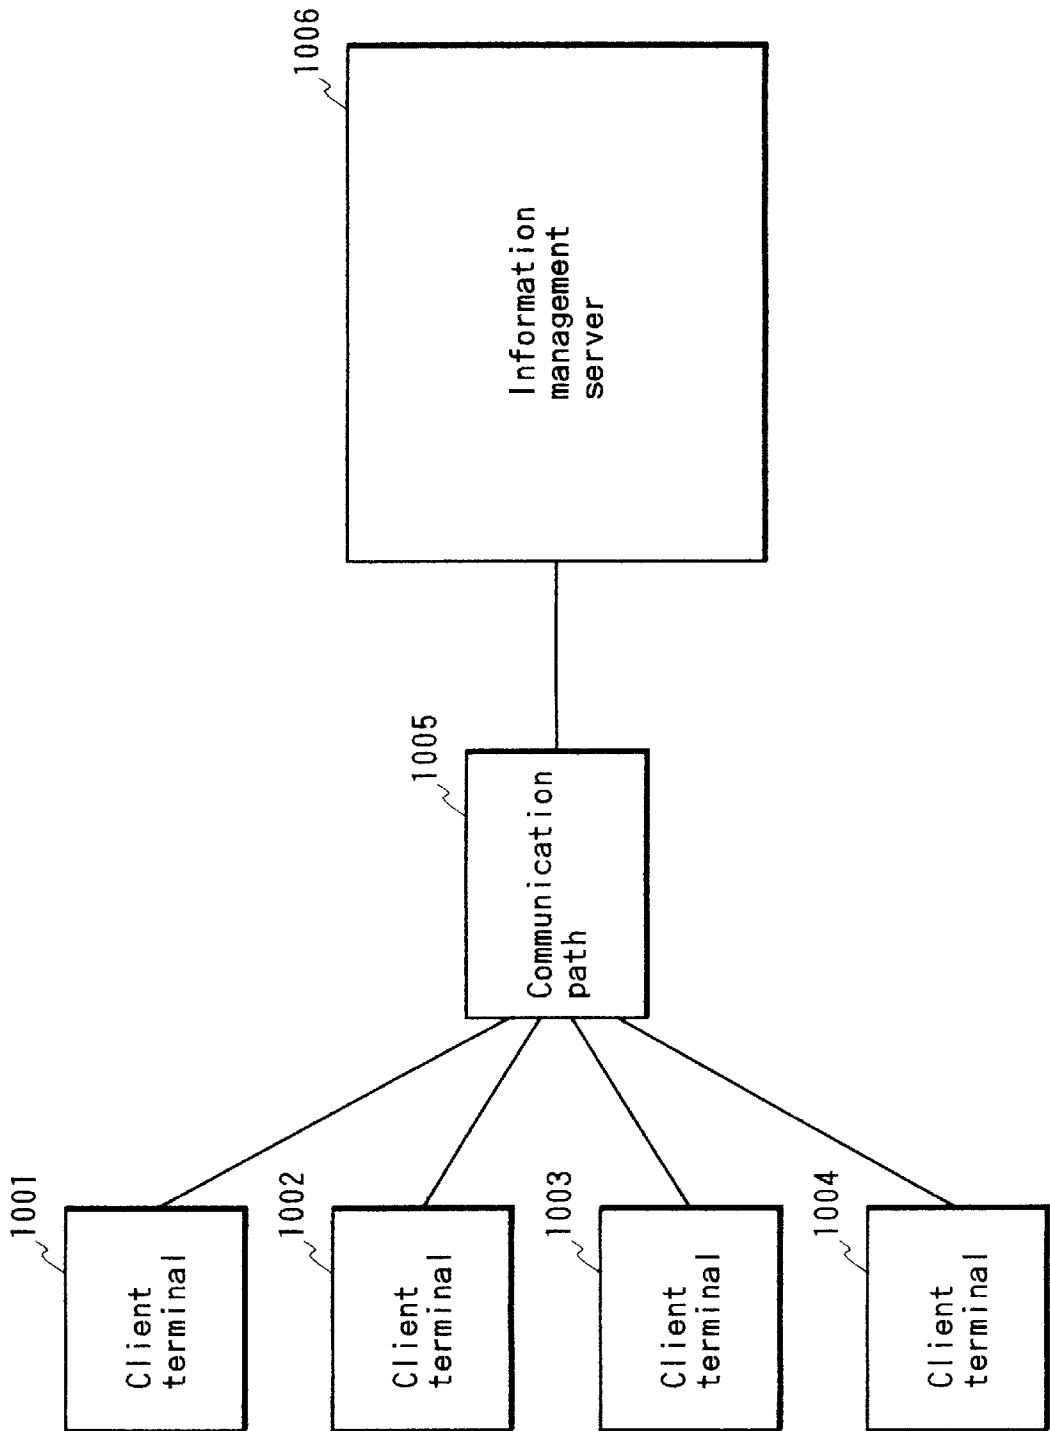 1001
Client
terminal
1002
Client
terminal
1003
Client
terminal
1004
Client
terminal
1005
Communication
path
1006
Information
management
server